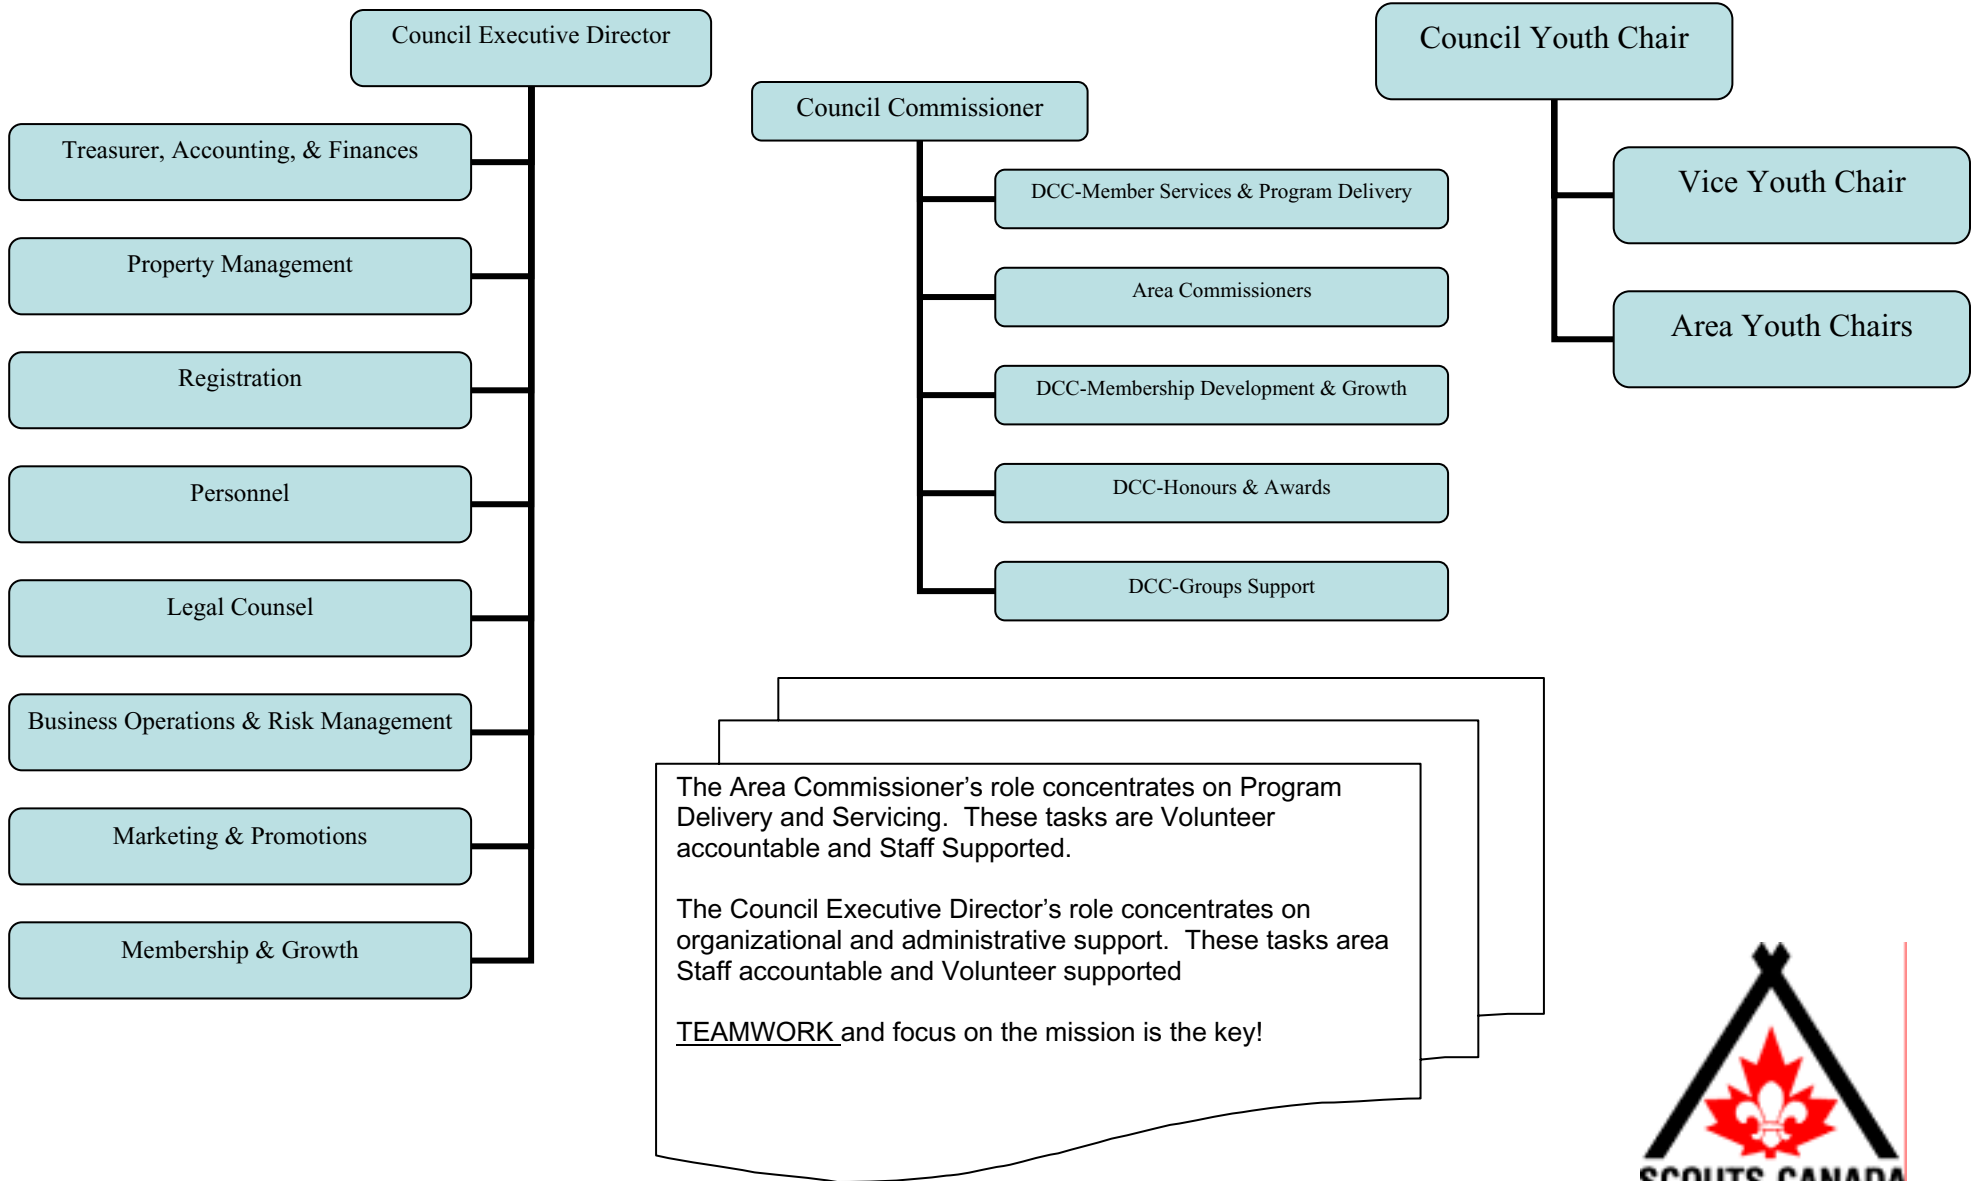 Council Executive Director
Treasurer, Accounting, & Finances
Property Management
Registration
Personnel
Legal Counsel
Business Operations & Risk Management
Marketing & Promotions
Membership & Growth
Council Commissioner
DCC-Member Services & Program Delivery
Area Commissioners
DCC-Membership Development & Growth
DCC-Honours & Awards
DCC-Groups Support
Council Youth Chair
Vice Youth Chair
Area Youth Chairs
The Area Commissioner’s role concentrates on Program
Delivery and Servicing.  These tasks are Volunteer
accountable and Staff Supported.
The Council Executive Director’s role concentrates on
organizational and administrative support.  These tasks area
Staff accountable and Volunteer supported
TEAMWORK and focus on the mission is the key!
SCOUTS CANADA